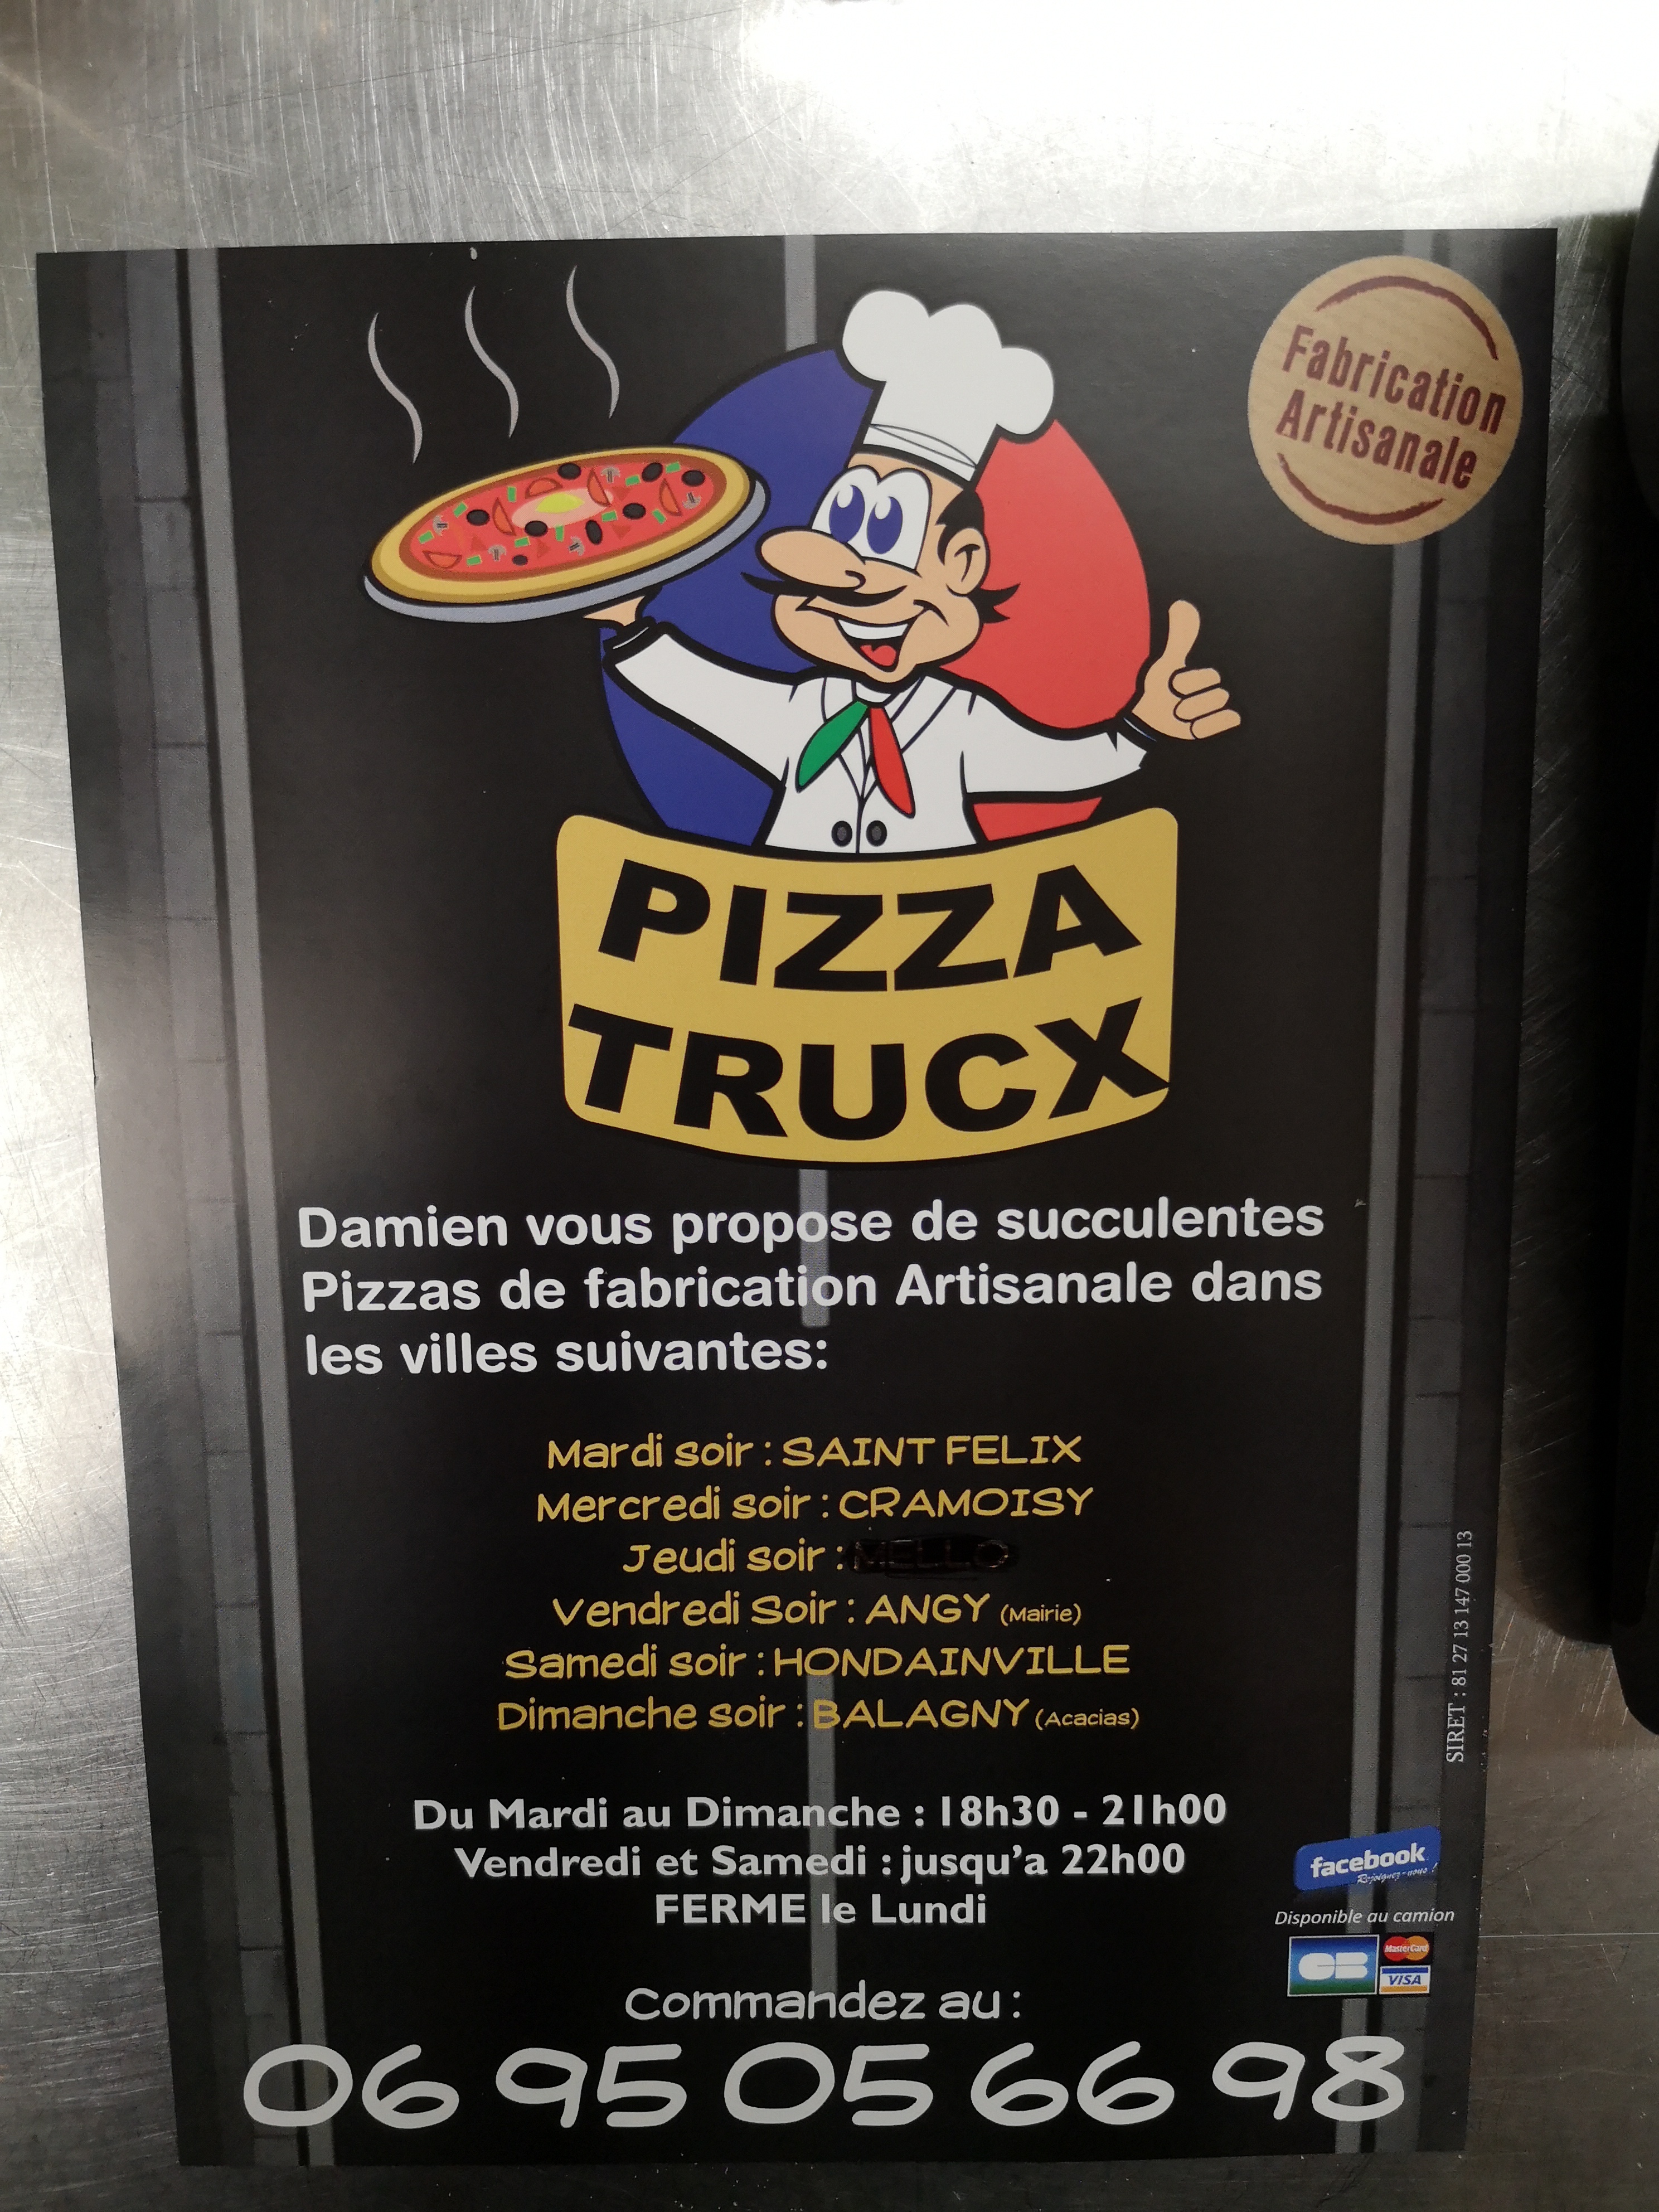 Fabrication
Artisanale
PIZZA
TRUCX
Damien vous propose de succulentes
Pizzas de fabrication Artisanale dans
les villes suivantes:
Mardi soir : SAINT FELIX
Mercredi soir : CRAMOISY
Jeudi soir : MELLO
Vendredi Soir : ANGY (Mairie)
Samedi soir : HONDAINVILLE
Dimanche soir : BALAGNY (Acacias)
SIRET : 81 27 13 147 000 13
Du Mardi au Dimanche : 18h30 - 21h00
Vendredi et Samedi : jusqu'a 22h00
FERME le Lundi
facebook
Rejoignez-nous !
Disponible au camion
CB
MasterCard
VISA
Commandez au :
06 95 05 66 98